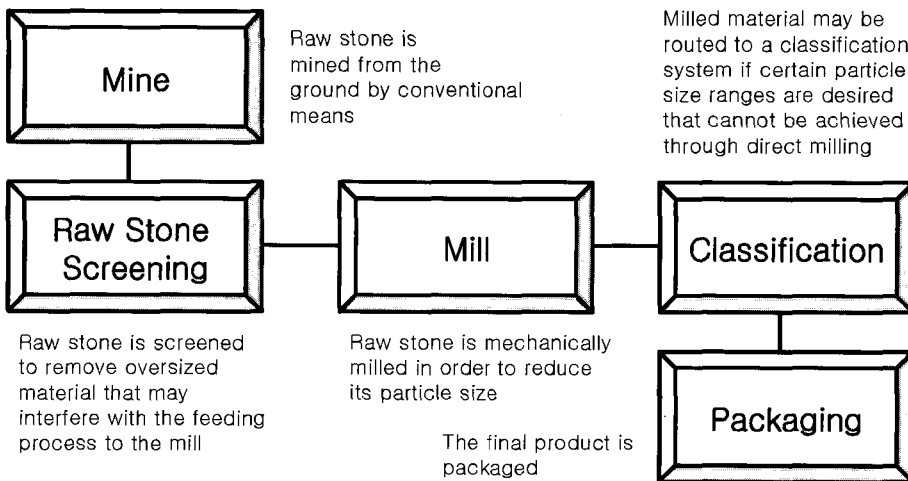 Mine
Raw stone is
mined from the
ground by conventional
means
Milled material may be
routed to a classification
system if certain particle
size ranges are desired
that cannot be achieved
through direct milling
Raw Stone
Screening
Mill
Classification
Raw stone is screened
to remove oversized
material that may
interfere with the feeding
process to the mill
Raw stone is mechanically
milled in order to reduce
its particle size
Packaging
The final product is
packaged